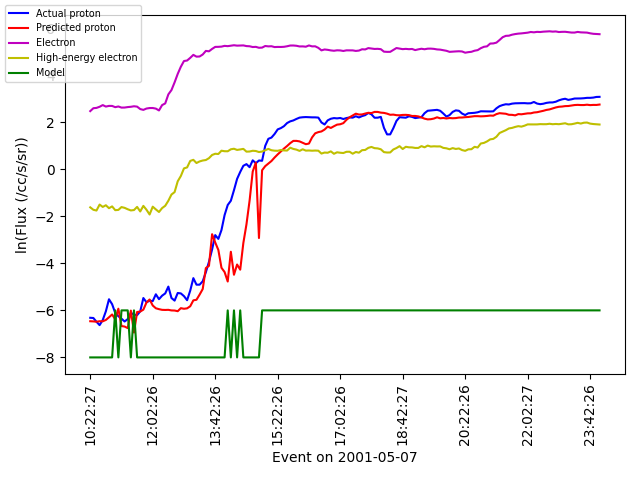 Actual proton
Predicted proton
Electron
High-energy electron
Model
2
0
−2
−4
−6
−8
ln(Flux (/cc/s/sr))
10:22:27
12:02:26
13:42:26
15:22:26
17:02:26
18:42:27
20:22:26
22:02:27
23:42:26
Event on 2001-05-07